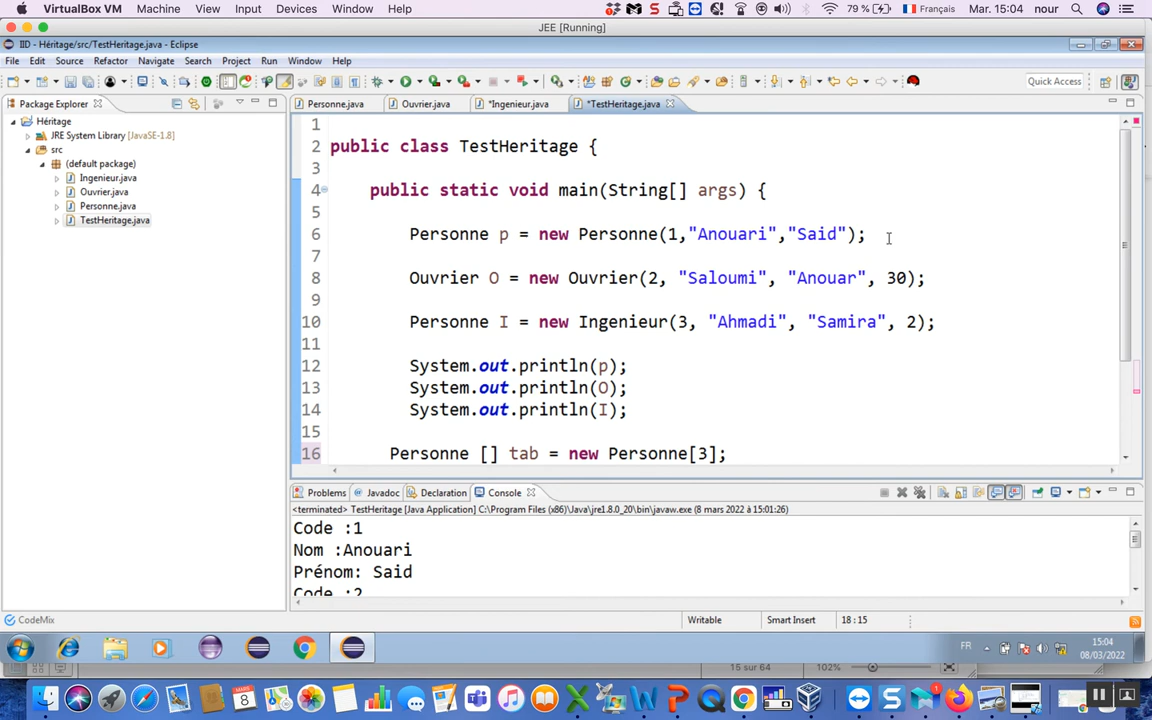 VirtualBox VM Machine View Input Devices Window Help 79 % Français Mar. 15:04 nour
JEE [Running]
IID - Héritage/src/TestHeritage.java - Eclipse
File Edit Source Refactor Navigate Search Project Run Window Help
Quick Access
Package Explorer
Personne.java Ouvrier.java *Ingenieur.java *TestHeritage.java
Héritage
JRE System Library [JavaSE-1.8]
src
(default package)
Ingenieur.java
Ouvrier.java
Personne.java
TestHeritage.java
1
2 public class TestHeritage {
3
4 public static void main(String[] args) {
5
6 Personne p = new Personne(1,"Anouari","Said");
7
8 Ouvrier O = new Ouvrier(2, "Saloumi", "Anouar", 30);
9
10 Personne I = new Ingenieur(3, "Ahmadi", "Samira", 2);
11
12 System.out.println(p);
13 System.out.println(O);
14 System.out.println(I);
15
16 Personne [] tab = new Personne[3];
Problems Javadoc Declaration Console
<terminated> TestHeritage [Java Application] C:\Program Files (x86)\Java\jre1.8.0_20\bin\javaw.exe (8 mars 2022 à 15:01:26)
Code :1
Nom :Anouari
Prénom: Said
Code :2
CodeMix Writable Smart Insert 18 : 15
FR 15:04
08/03/2022
15 sur 64 102%